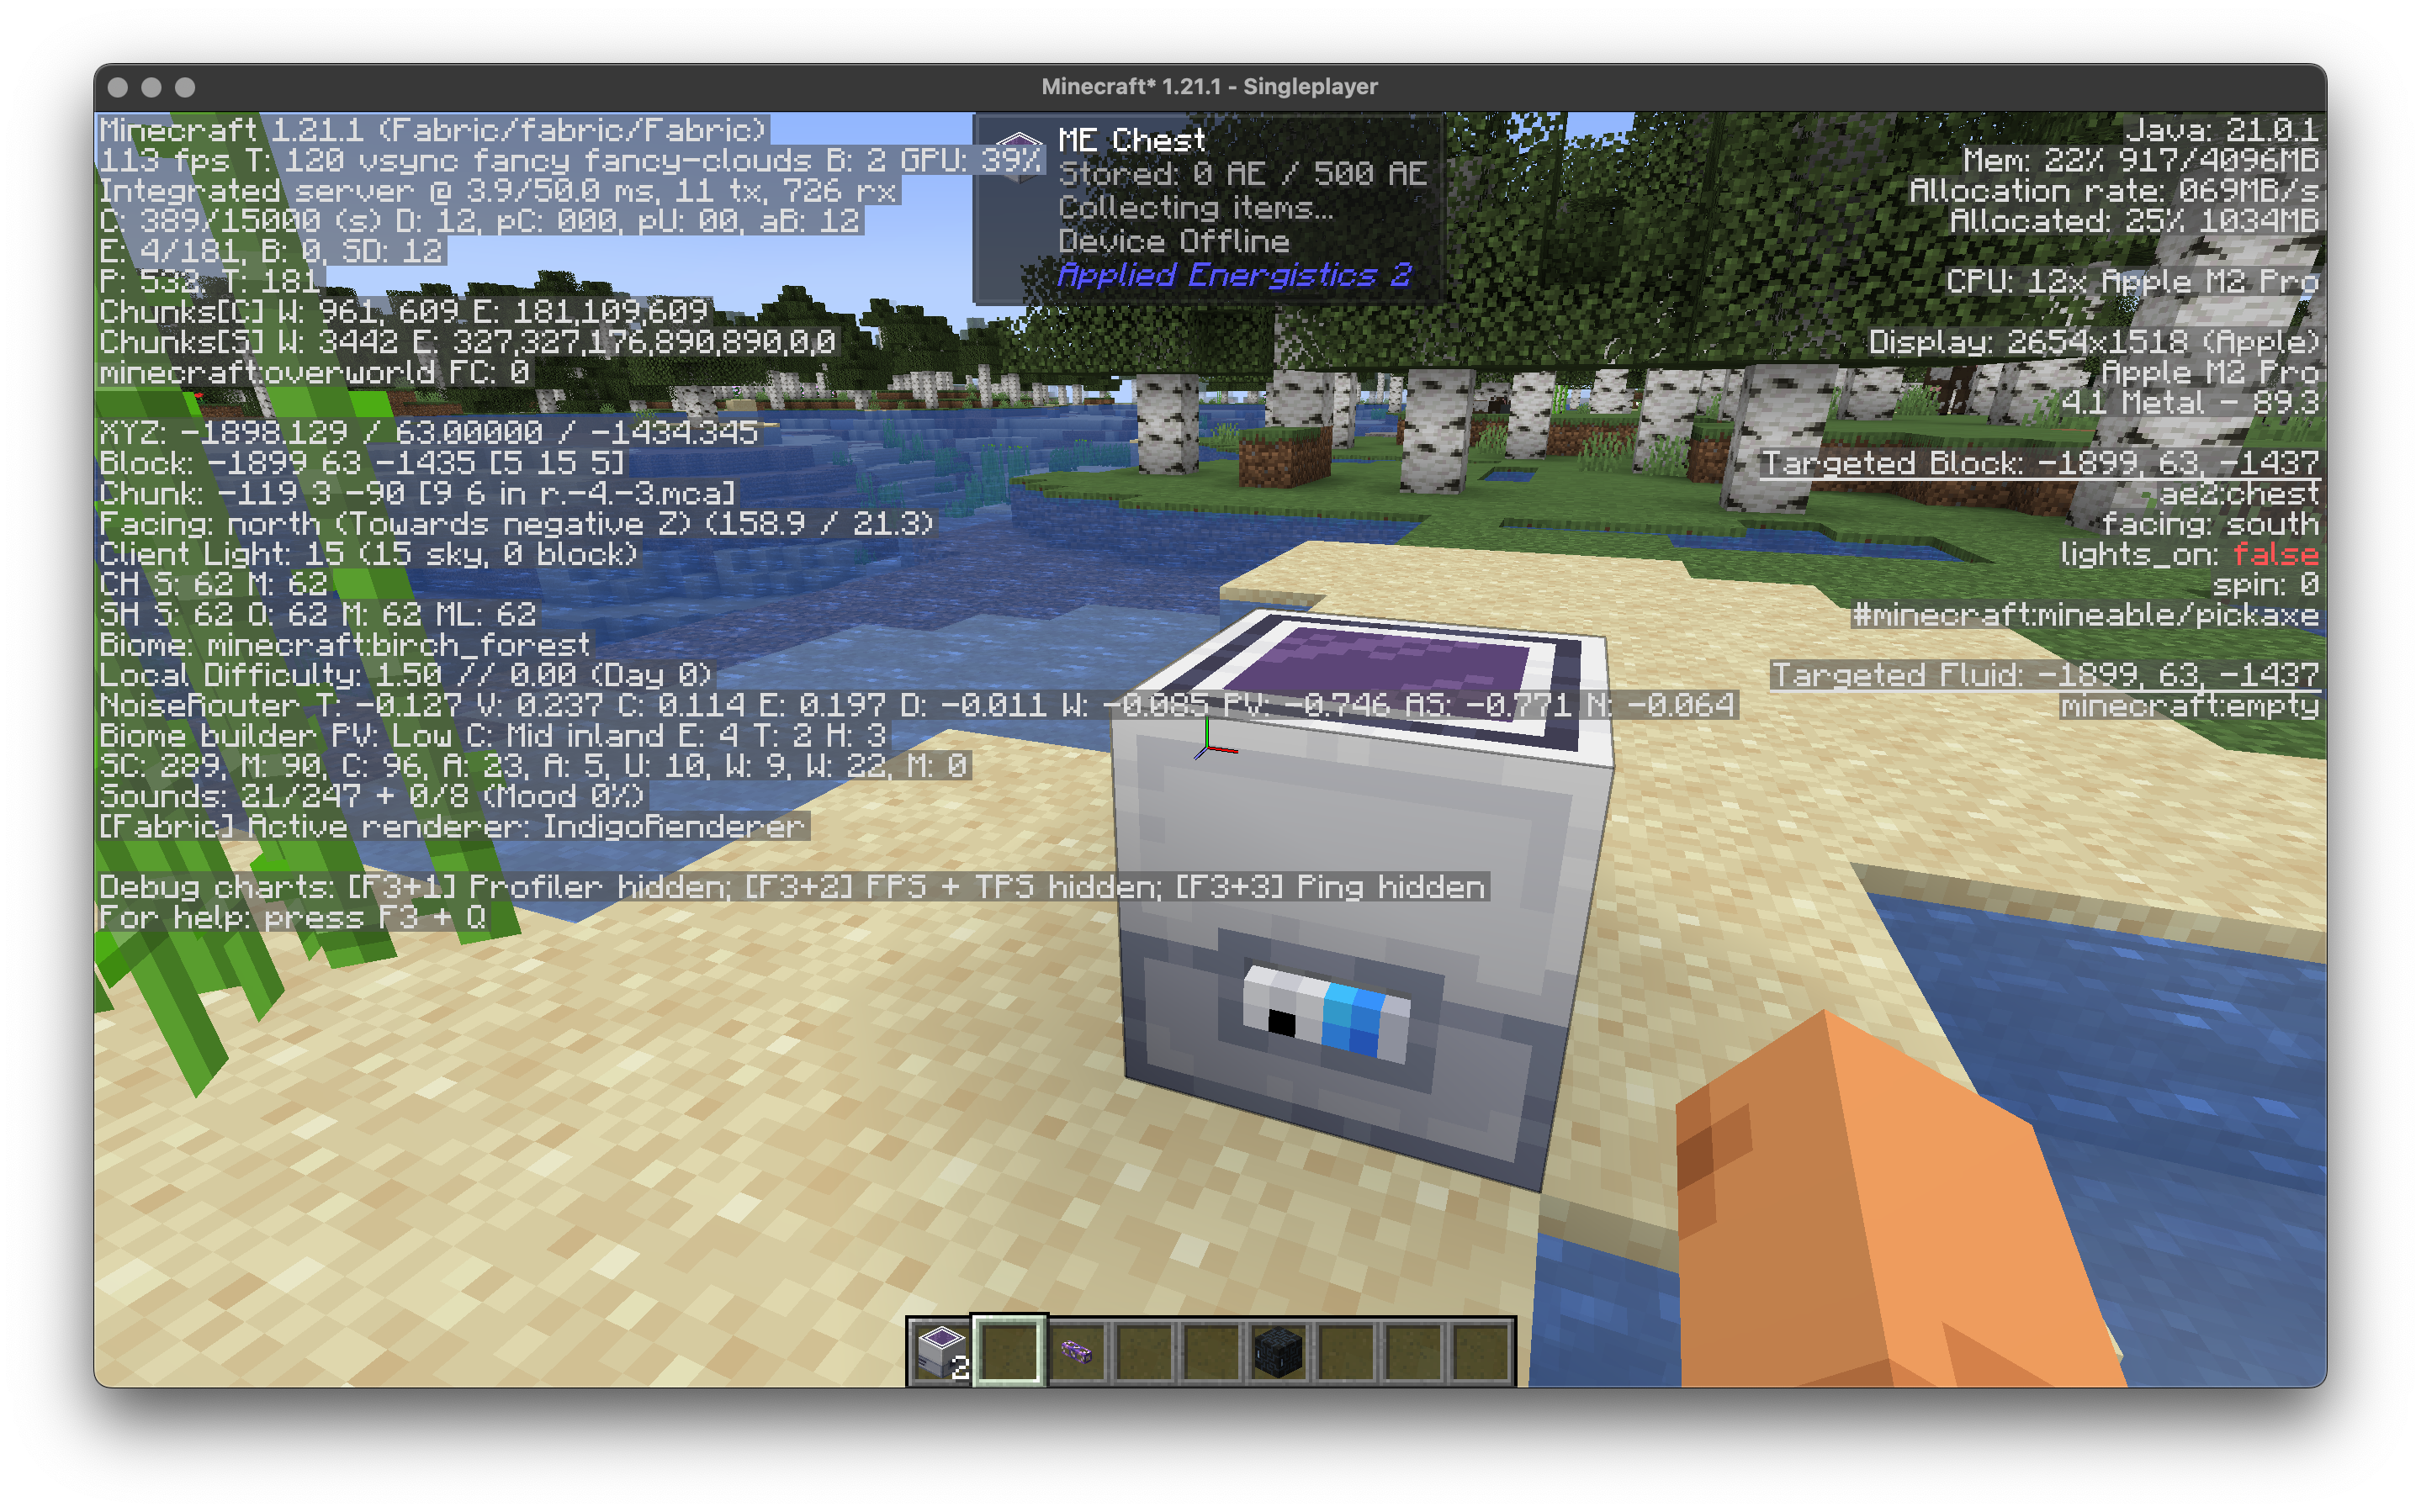 Minecraft* 1.21.1 - Singleplayer
Minecraft 1.21.1 (Fabric/fabric/Fabric)
113 fps T: 120 vsync fancy fancy-clouds B: 2 GPU: 39%
Integrated server @ 3.9/50.0 ms, 11 tx, 726 rx
C: 389/15000 (s) D: 12, pC: 000, pU: 00, aB: 12
E: 4/181, B: 0, SD: 12
P: 533, T: 181
Chunks[C] W: 961, 609 E: 181,109,609
Chunks[S] W: 3442 E: 327,327,176,890,890,0,0
minecraft:overworld FC: 0
XYZ: -1898.129 / 63.00000 / -1434.345
Block: -1899 63 -1435 [5 15 5]
Chunk: -119 3 -90 [9 6 in r.-4.-3.mca]
Facing: north (Towards negative Z) (158.9 / 21.3)
Client Light: 15 (15 sky, 0 block)
CH S: 62 M: 62
SH S: 62 O: 62 M: 62 ML: 62
Biome: minecraft:birch_forest
Local Difficulty: 1.50 // 0.00 (Day 0)
NoiseRouter T: -0.127 V: 0.237 C: 0.114 E: 0.197 D: -0.011 W: -0.085 PV: -0.746 AS: -0.771 N: -0.064
Biome builder PV: Low C: Mid inland E: 4 T: 2 H: 3
SC: 289, M: 90, C: 96, A: 23, A: 5, U: 10, W: 9, W: 22, M: 0
Sounds: 21/247 + 0/8 (Mood 0%)
[Fabric] Active renderer: IndigoRenderer
Debug charts: [F3+1] Profiler hidden; [F3+2] FPS + TPS hidden; [F3+3] Ping hidden
For help: press F3 + Q
ME Chest
Stored: 0 AE / 500 AE
Collecting items...
Device Offline
Applied Energistics 2
Java: 21.0.1
Mem: 22% 917/4096MB
Allocation rate: 069MB/s
Allocated: 25% 1034MB
CPU: 12x Apple M2 Pro
Display: 2654x1518 (Apple)
Apple M2 Pro
4.1 Metal - 89.3
Targeted Block: -1899, 63, -1437
ae2:chest
facing: south
lights_on: false
spin: 0
#minecraft:mineable/pickaxe
Targeted Fluid: -1899, 63, -1437
minecraft:empty
2